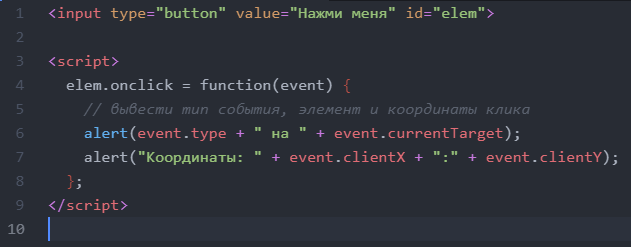 1 <input type="button" value="Нажми меня" id="elem">
2
3 <script>
4 elem.onclick = function(event) {
5 // вывести тип события, элемент и координаты клика
6 alert(event.type + " на " + event.currentTarget);
7 alert("Координаты: " + event.clientX + ":" + event.clientY);
8 };
9 </script>
10